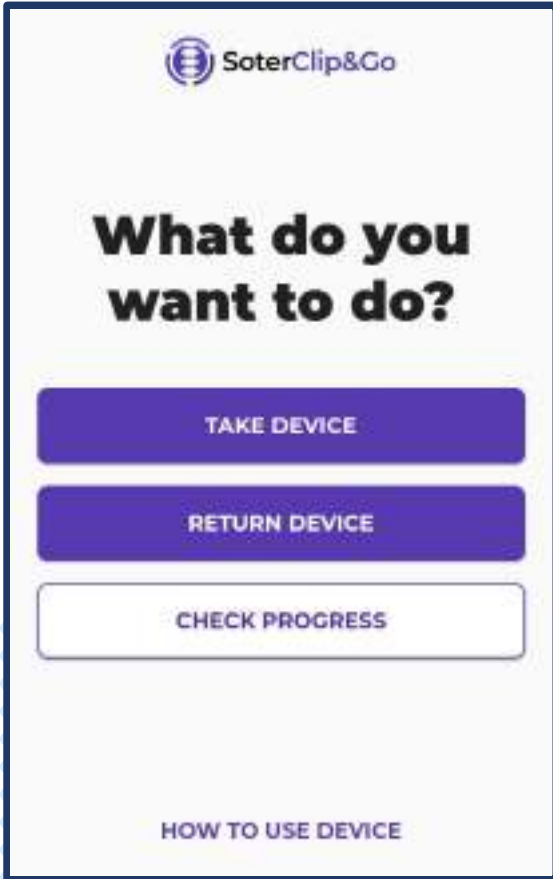 SoterClip&Go
What do you
want to do?
TAKE DEVICE
RETURN DEVICE
CHECK PROGRESS
HOW TO USE DEVICE